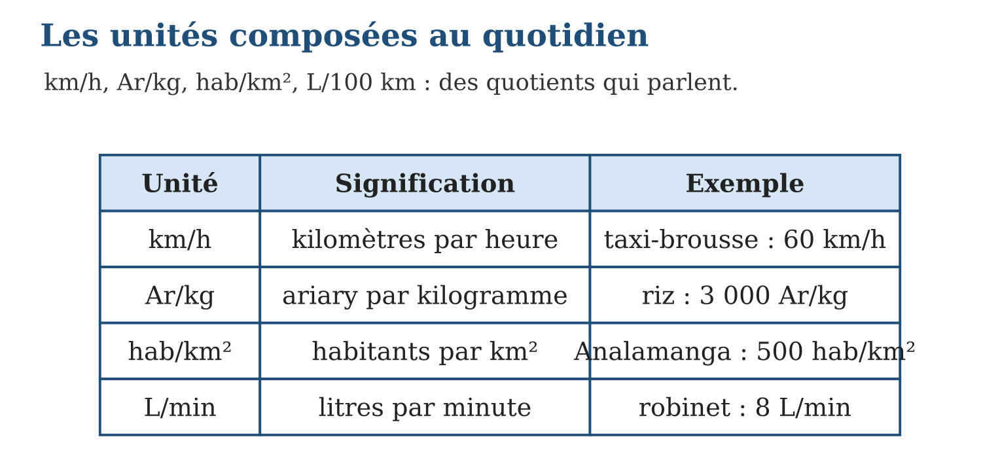 Les unités composées au quotidien
km/h, Ar/kg, hab/km², L/100 km : des quotients qui parlent.
Unité Signification Exemple
km/h kilomètres par heure taxi-brousse : 60 km/h
Ar/kg ariary par kilogramme riz : 3 000 Ar/kg
hab/km² habitants par km² Analamanga : 500 hab/km²
L/min litres par minute robinet : 8 L/min